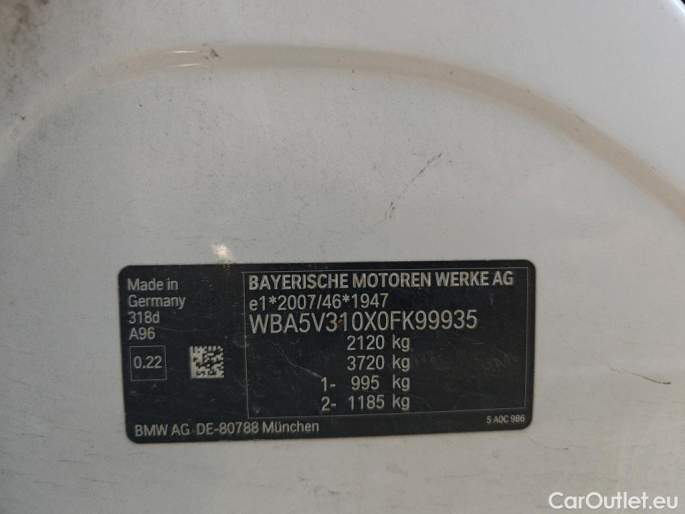 Made in
Germany
318d
A96
0.22
BAYERISCHE MOTOREN WERKE AG
e1*2007/46*1947
WBA5V310X0FK99935
2120 kg
3720 kg
1- 995 kg
2- 1185 kg
BMW AG DE-80788 München
5 A0C 986
CarOutlet.eu